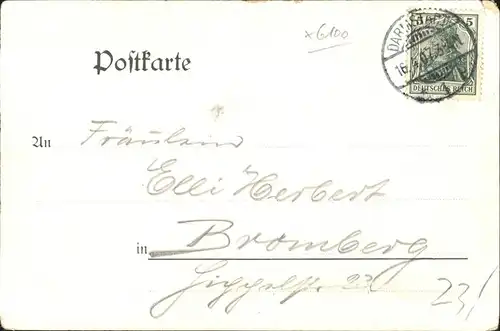 x6100
5
DEUTSCHES REICH
Postkarte
An Fräulein
Elli Herbert
in Bromberg
23